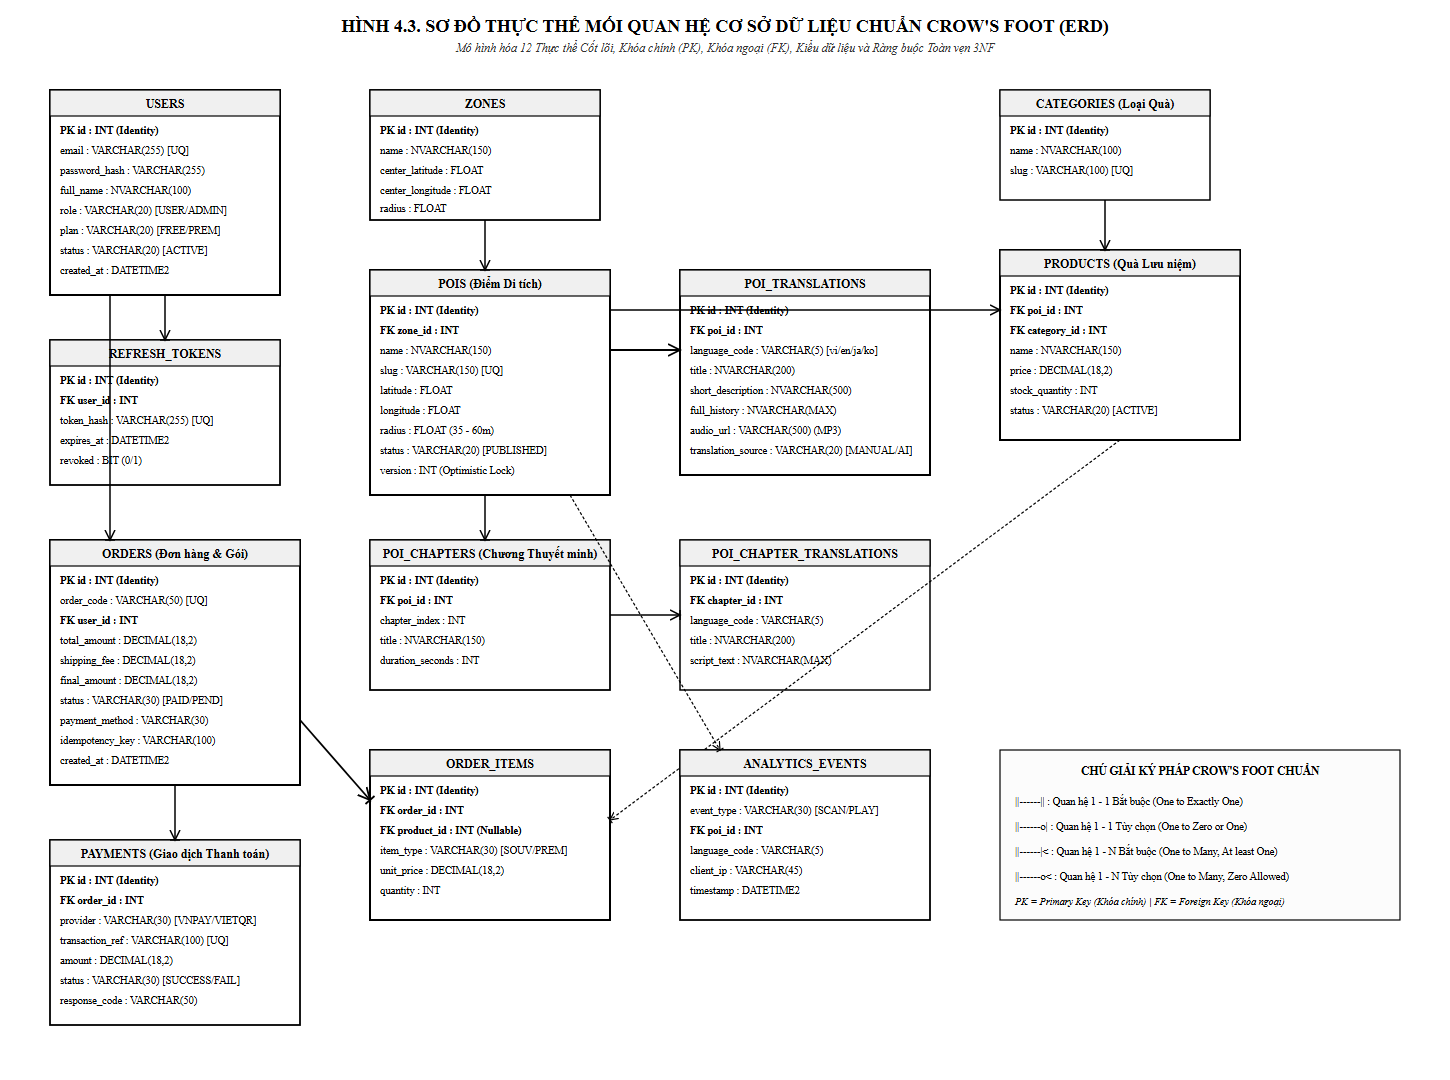 HÌNH 4.3. SƠ ĐỒ THỰC THỂ MỐI QUAN HỆ CƠ SỞ DỮ LIỆU CHUẨN CROW'S FOOT (ERD)
Mô hình hóa 12 Thực thể Cốt lõi, Khóa chính (PK), Khóa ngoại (FK), Kiểu dữ liệu và Ràng buộc Toàn vẹn 3NF
USERS
PK id : INT (Identity)
email : VARCHAR(255) [UQ]
password_hash : VARCHAR(255)
full_name : NVARCHAR(100)
role : VARCHAR(20) [USER/ADMIN]
plan : VARCHAR(20) [FREE/PREM]
status : VARCHAR(20) [ACTIVE]
created_at : DATETIME2
ZONES
PK id : INT (Identity)
name : NVARCHAR(150)
center_latitude : FLOAT
center_longitude : FLOAT
radius : FLOAT
CATEGORIES (Loại Quà)
PK id : INT (Identity)
name : NVARCHAR(100)
slug : VARCHAR(100) [UQ]
POIS (Điểm Di tích)
PK id : INT (Identity)
FK zone_id : INT
name : NVARCHAR(150)
slug : VARCHAR(150) [UQ]
latitude : FLOAT
longitude : FLOAT
radius : FLOAT (35 - 60m)
status : VARCHAR(20) [PUBLISHED]
version : INT (Optimistic Lock)
POI_TRANSLATIONS
PK id : INT (Identity)
FK poi_id : INT
language_code : VARCHAR(5) [vi/en/ja/ko]
title : NVARCHAR(200)
short_description : NVARCHAR(500)
full_history : NVARCHAR(MAX)
audio_url : VARCHAR(500) (MP3)
translation_source : VARCHAR(20) [MANUAL/AI]
PRODUCTS (Quà Lưu niệm)
PK id : INT (Identity)
FK poi_id : INT
FK category_id : INT
name : NVARCHAR(150)
price : DECIMAL(18,2)
stock_quantity : INT
status : VARCHAR(20) [ACTIVE]
REFRESH_TOKENS
PK id : INT (Identity)
FK user_id : INT
token_hash : VARCHAR(255) [UQ]
expires_at : DATETIME2
revoked : BIT (0/1)
ORDERS (Đơn hàng & Gói)
PK id : INT (Identity)
order_code : VARCHAR(50) [UQ]
FK user_id : INT
total_amount : DECIMAL(18,2)
shipping_fee : DECIMAL(18,2)
final_amount : DECIMAL(18,2)
status : VARCHAR(30) [PAID/PEND]
payment_method : VARCHAR(30)
idempotency_key : VARCHAR(100)
created_at : DATETIME2
POI_CHAPTERS (Chương Thuyết minh)
PK id : INT (Identity)
FK poi_id : INT
chapter_index : INT
title : NVARCHAR(150)
duration_seconds : INT
POI_CHAPTER_TRANSLATIONS
PK id : INT (Identity)
FK chapter_id : INT
language_code : VARCHAR(5)
title : NVARCHAR(200)
script_text : NVARCHAR(MAX)
ORDER_ITEMS
PK id : INT (Identity)
FK order_id : INT
FK product_id : INT (Nullable)
item_type : VARCHAR(30) [SOUV/PREM]
unit_price : DECIMAL(18,2)
quantity : INT
ANALYTICS_EVENTS
PK id : INT (Identity)
event_type : VARCHAR(30) [SCAN/PLAY]
FK poi_id : INT
language_code : VARCHAR(5)
client_ip : VARCHAR(45)
timestamp : DATETIME2
CHÚ GIẢI KÝ PHÁP CROW'S FOOT CHUẨN
||------|| : Quan hệ 1 - 1 Bắt buộc (One to Exactly One)
||------o| : Quan hệ 1 - 1 Tùy chọn (One to Zero or One)
||------|< : Quan hệ 1 - N Bắt buộc (One to Many, At least One)
||------o< : Quan hệ 1 - N Tùy chọn (One to Many, Zero Allowed)
PK = Primary Key (Khóa chính) | FK = Foreign Key (Khóa ngoại)
PAYMENTS (Giao dịch Thanh toán)
PK id : INT (Identity)
FK order_id : INT
provider : VARCHAR(30) [VNPAY/VIETQR]
transaction_ref : VARCHAR(100) [UQ]
amount : DECIMAL(18,2)
status : VARCHAR(30) [SUCCESS/FAIL]
response_code : VARCHAR(50)